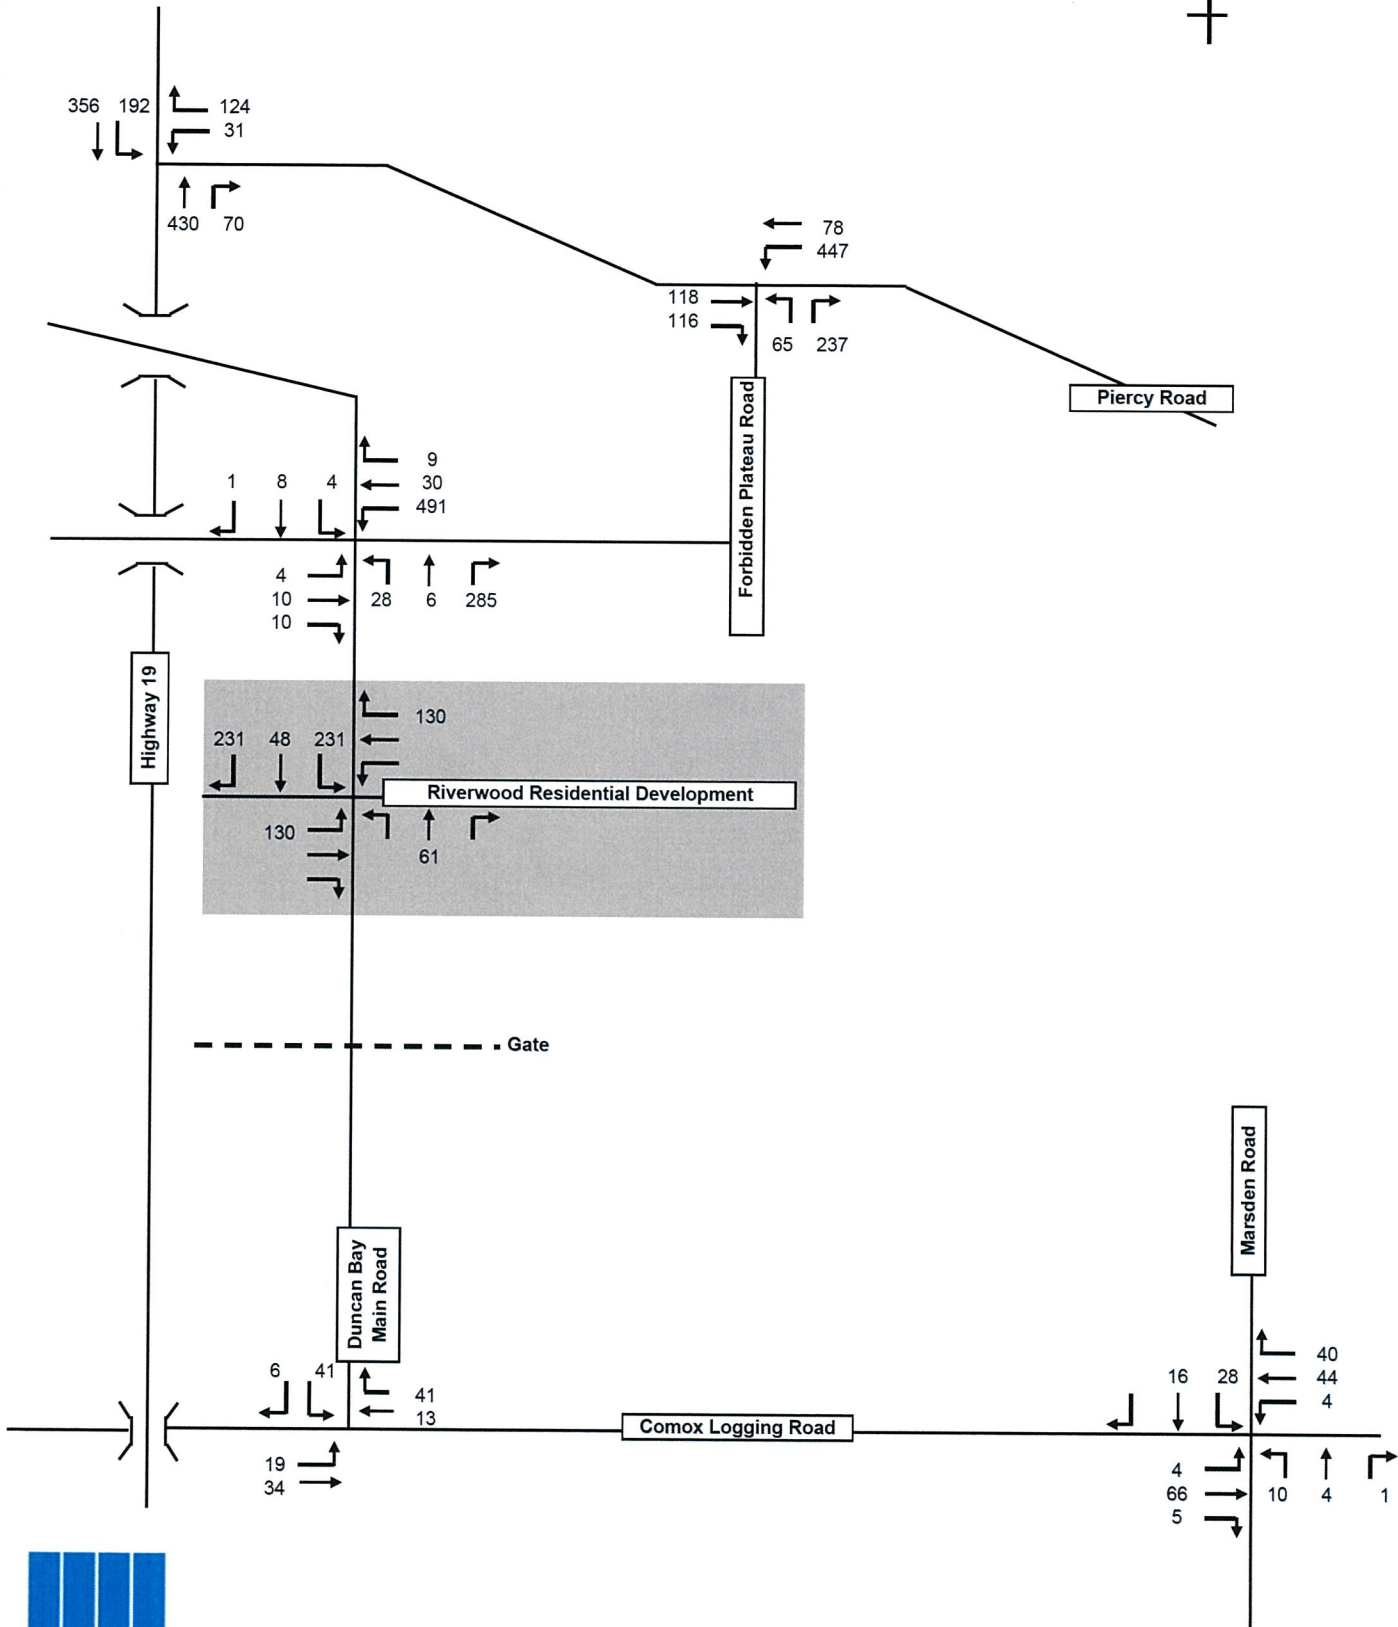 356 192
124
31
430 70
78
447
118
116
65 237
Piercy Road
Forbidden Plateau Road
9
30
491
1 8 4
4
10
10
28 6 285
Highway 19
130
231 48 231
Riverwood Residential Development
130
61
Gate
Marsden Road
Duncan Bay
Main Road
6 41
41
13
Comox Logging Road
19
34
16 28
40
44
4
4
66
5
10 4 1